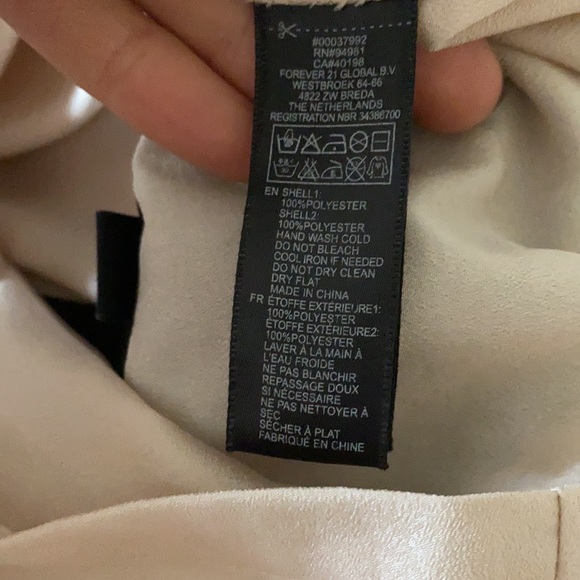 #00037992
RN#94981
CA#40198
FOREVER 21 GLOBAL B.V
WESTBROEK 64-66
4822 ZW BREDA
THE NETHERLANDS
REGISTRATION NBR 34386700
EN SHELL1:
100%POLYESTER
SHELL2:
100%POLYESTER
HAND WASH COLD
DO NOT BLEACH
COOL IRON IF NEEDED
DO NOT DRY CLEAN
DRY FLAT
MADE IN CHINA
FR ÉTOFFE EXTÉRIEURE1:
100%POLYESTER
ÉTOFFE EXTÉRIEURE2:
100%POLYESTER
LAVER À LA MAIN À
L'EAU FROIDE
NE PAS BLANCHIR
REPASSAGE DOUX
SI NÉCESSAIRE
NE PAS NETTOYER À
SEC
SÉCHER À PLAT
FABRIQUÉ EN CHINE